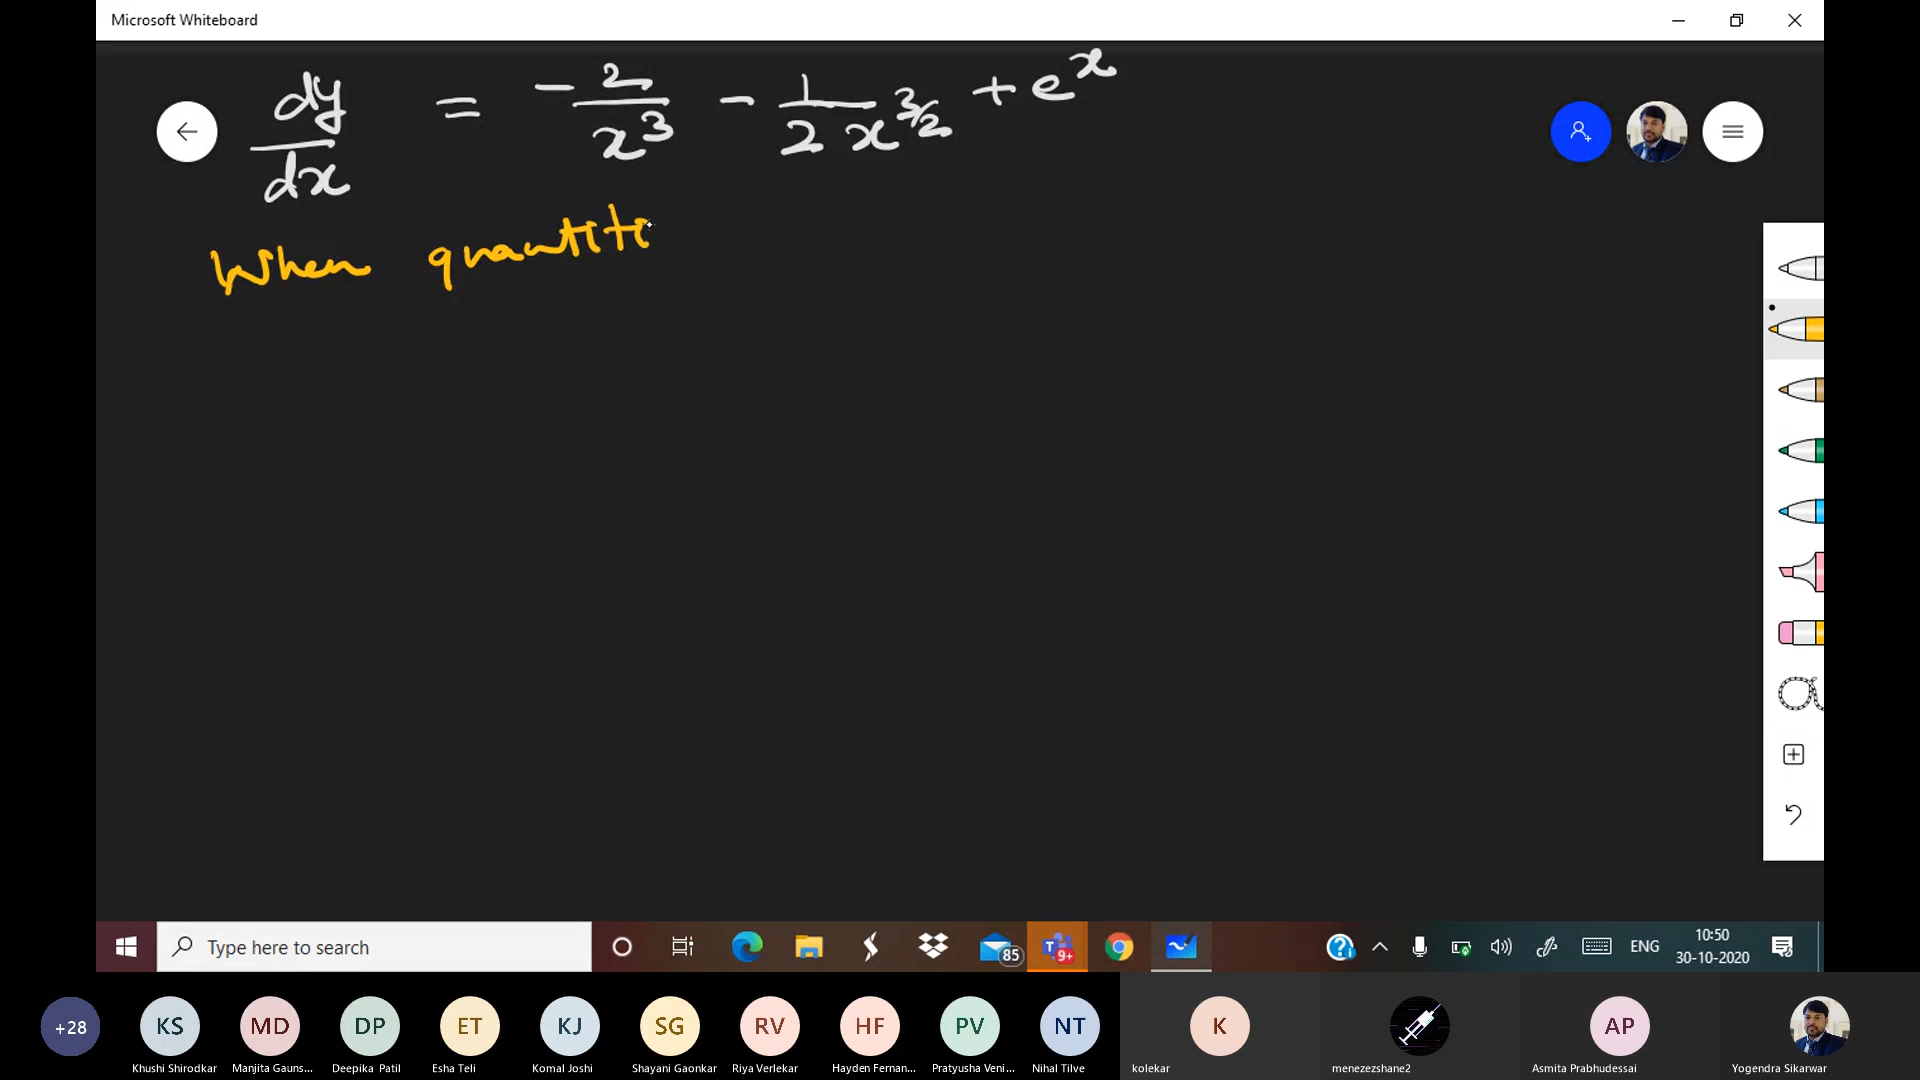 Microsoft Whiteboard
dy/dx = -2/x³ - 1/2x^3/2 + e^x
When quantiti
Type here to search
85
9+
ENG
10:50
30-10-2020
+28
KS
MD
DP
ET
KJ
SG
RV
HF
PV
NT
K
AP
Khushi Shirodkar
Manjita Gauns...
Deepika Patil
Esha Teli
Komal Joshi
Shayani Gaonkar
Riya Verlekar
Hayden Fernan...
Pratyusha Veni...
Nihal Tilve
kolekar
menezezshane2
Asmita Prabhudessai
Yogendra Sikarwar